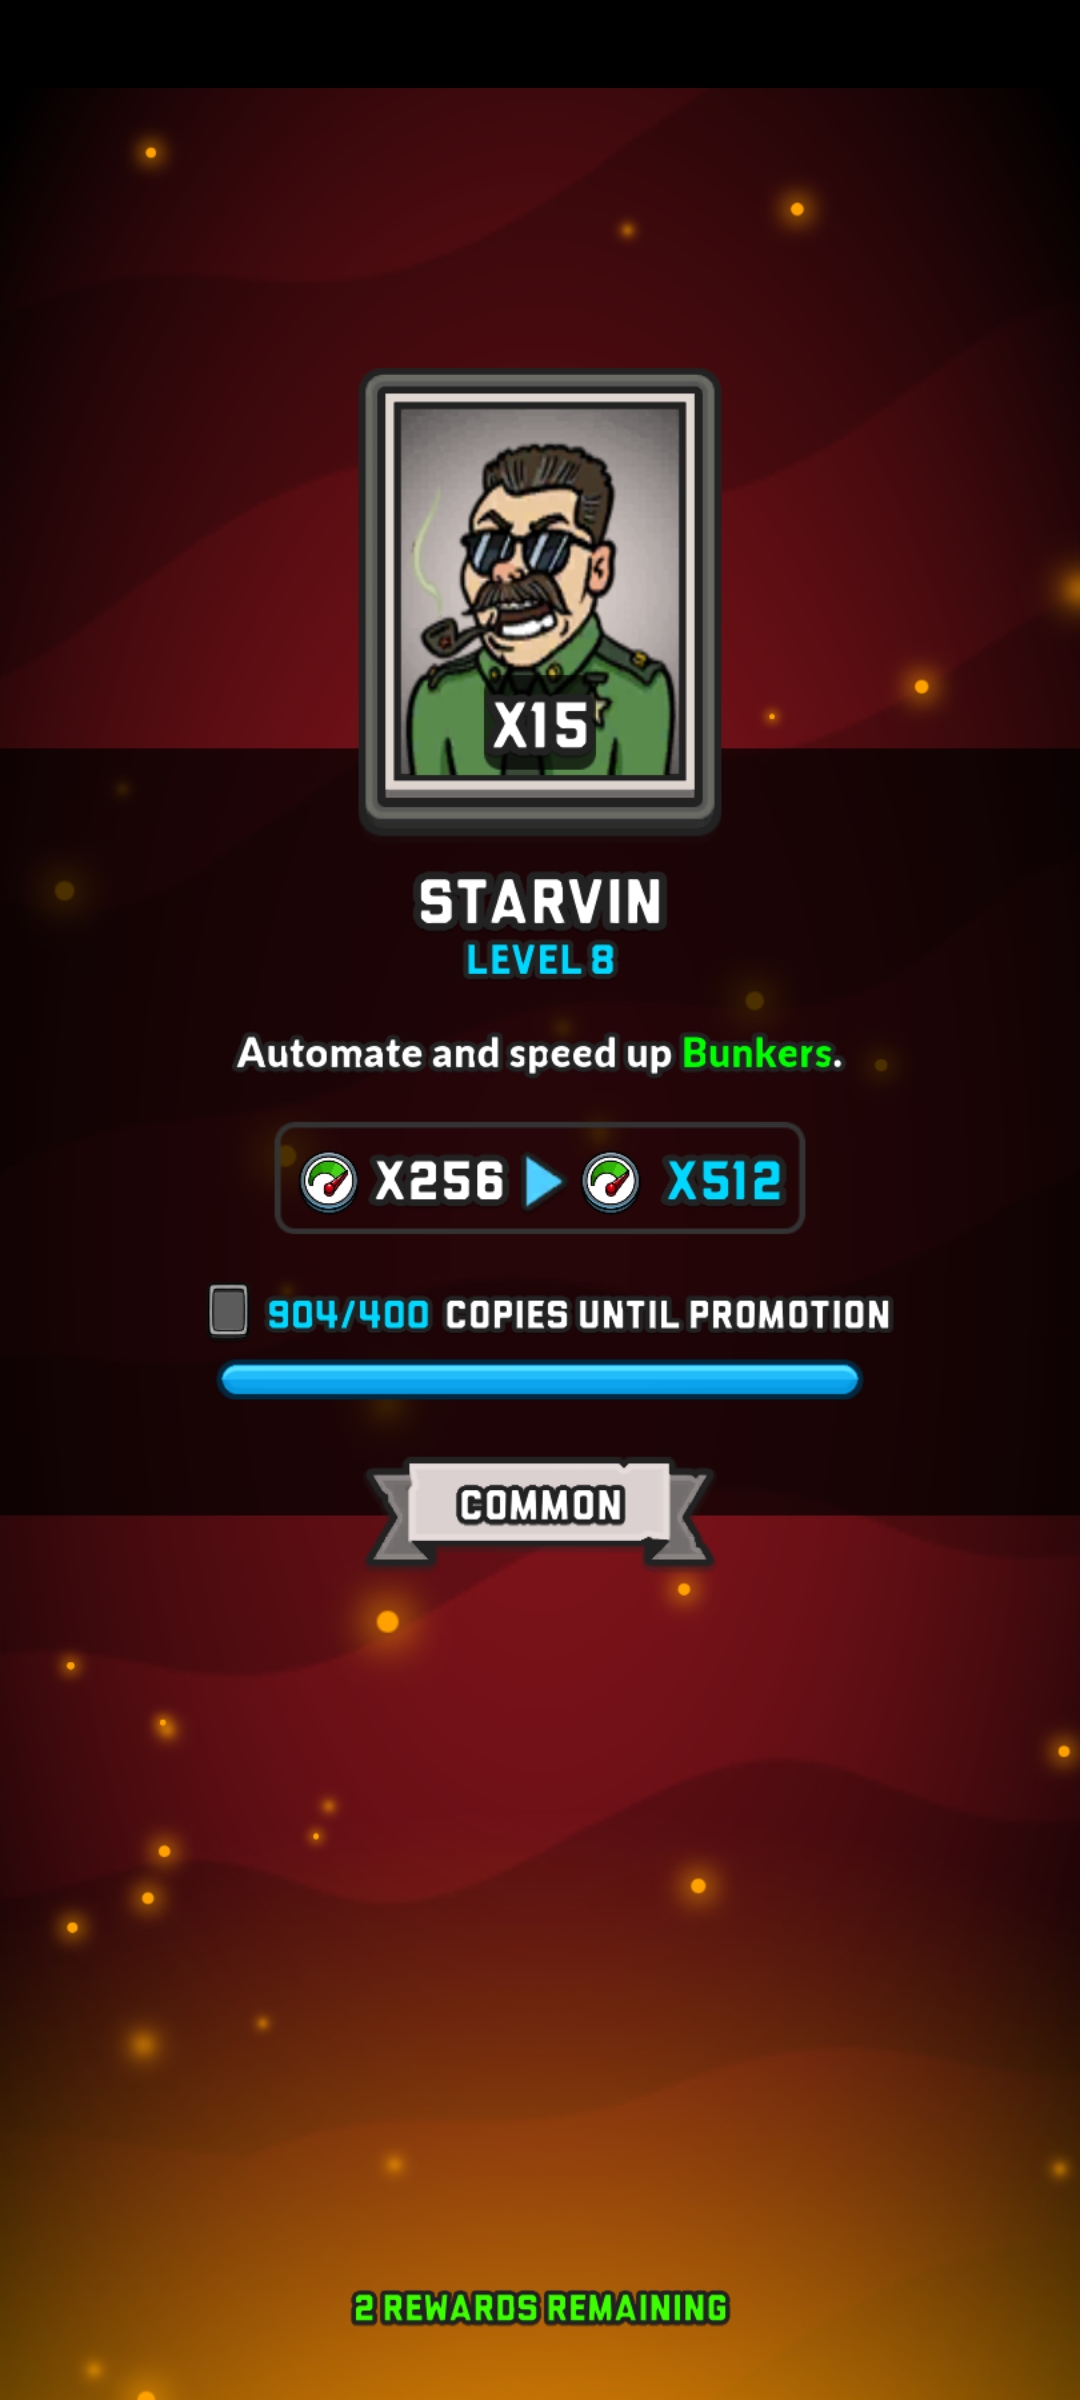 X15
STARVIN
LEVEL 8
Automate and speed up Bunkers.
X256 X512
904/400 COPIES UNTIL PROMOTION
COMMON
2 REWARDS REMAINING